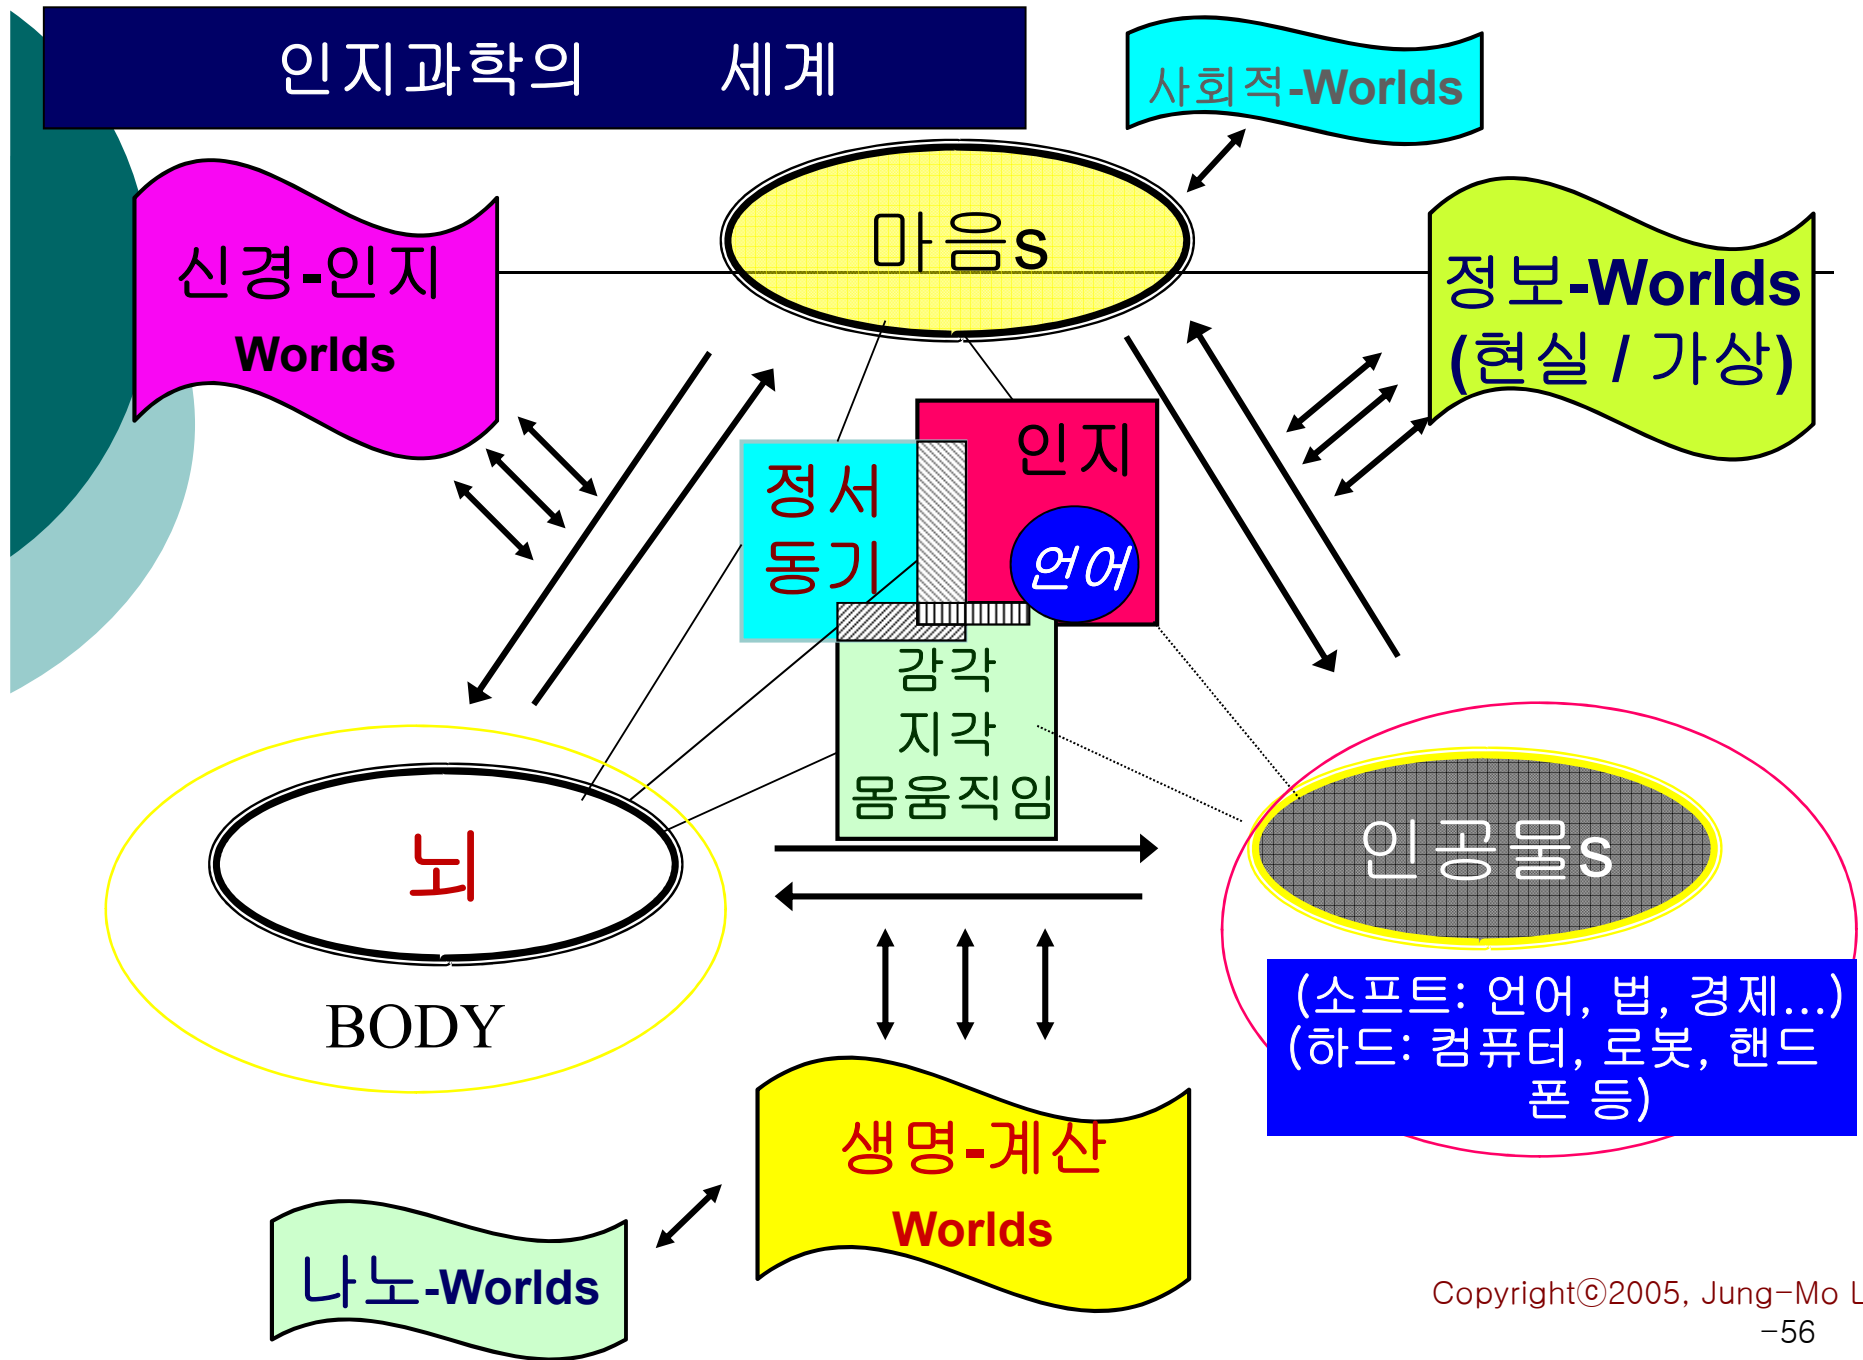 인지과학의 세계
사회적-Worlds
마음s
신경-인지
Worlds
정보-Worlds
(현실 / 가상)
인지
정서
동기
언어
감각
지각
몸움직임
뇌
BODY
인공물s
(소프트: 언어, 법, 경제...)
(하드: 컴퓨터, 로봇, 핸드
폰 등)
생명-계산
Worlds
나노-Worlds
Copyrightⓒ2005, Jung-Mo L
-56